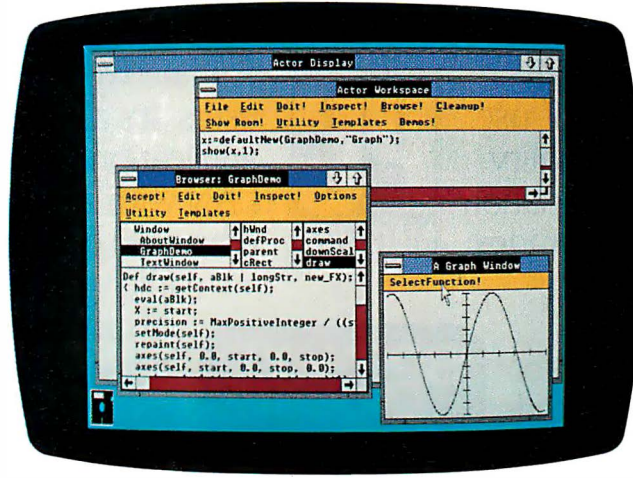 Actor Display
Actor Workspace
File Edit Doit! Inspect! Browse! Cleanup!
Show Room! Utility Templates Demos!
x:=defaultNew(GraphDemo,"Graph");
show(x,1);
Browser: GraphDemo
Accept! Edit Doit! Inspect! Options
Utility Templates
Window
AboutWindow
GraphDemo
TextWindow
hWnd
defProc
parent
cRect
axes
command
downScal
draw
Def draw(self, aBlk | longStr, new_FX);
{ hdc := getContext(self);
eval(aBlk);
X := start;
precision := MaxPositiveInteger / ((s
setMode(self);
repaint(self);
axes(self, 0.0, start, 0.0, stop);
axes(self, start, 0.0, stop, 0.0);
A Graph Window
SelectFunction!